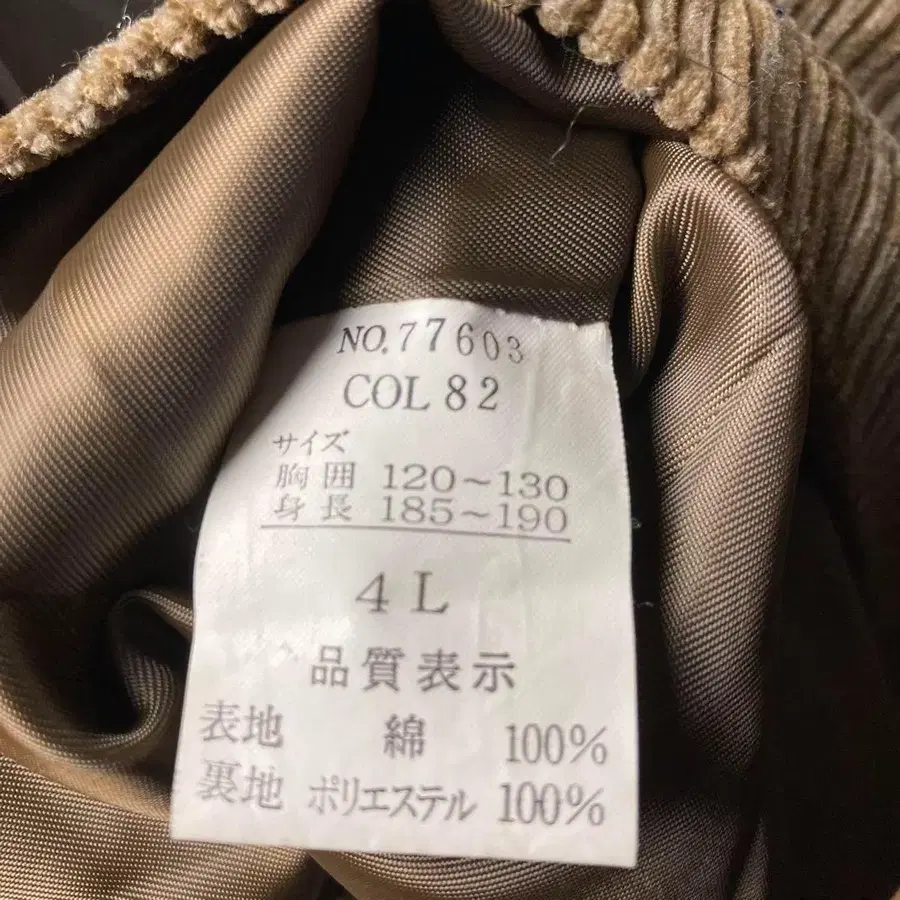 NO.77603
COL 82
サイズ
胸囲 120～130
身長 185～190
4L
品質表示
表地 綿 100%
裏地 ポリエステル 100%